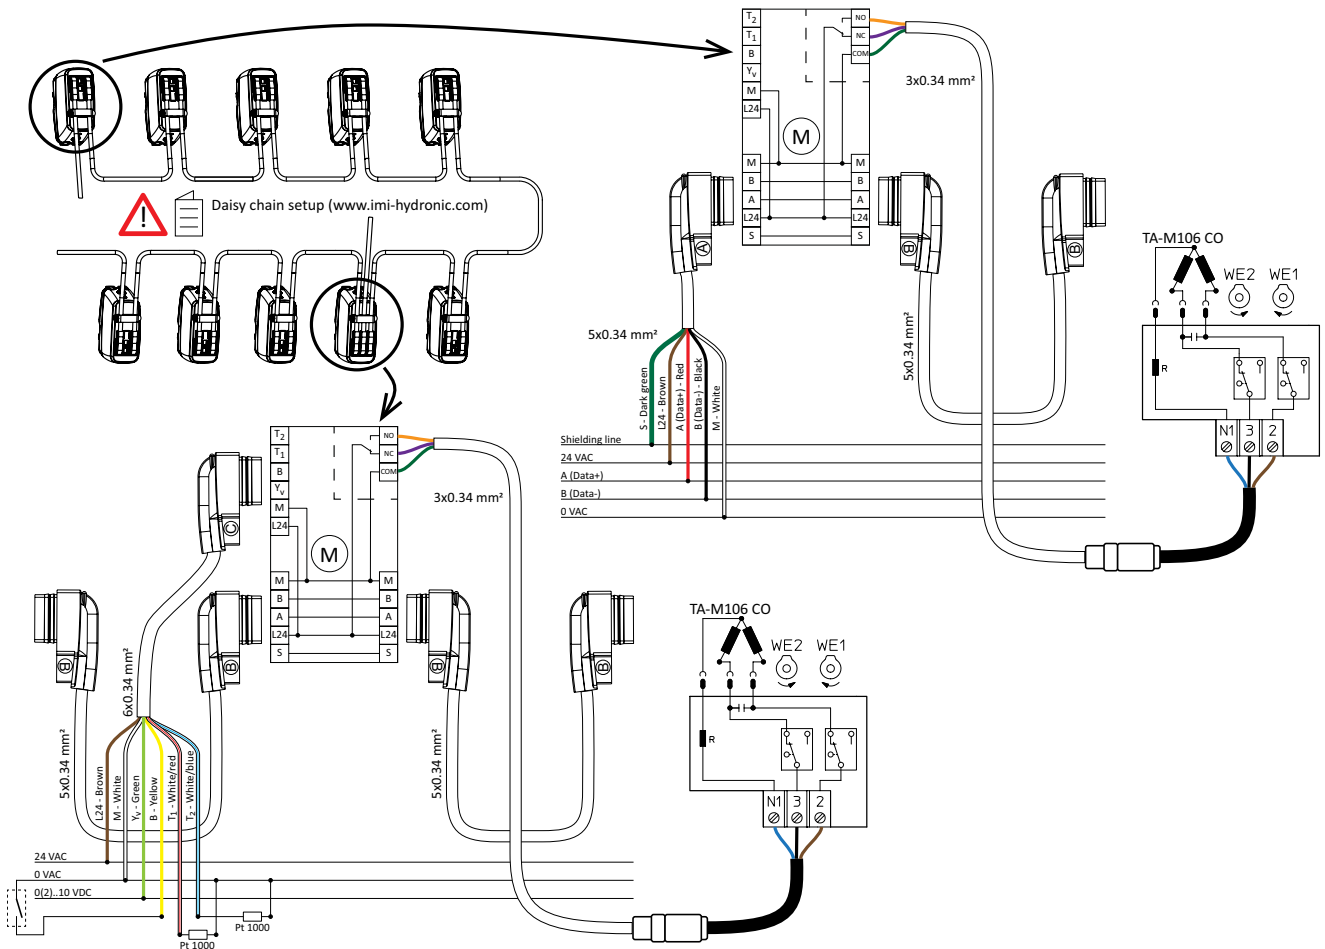 Daisy chain setup (www.imi-hydronic.com)
T2
T1
B
Yv
M
L24
NO
NC
COM
M
M
B
A
L24
S
M
B
A
L24
S
3x0.34 mm²
A
B
B
5x0.34 mm²
5x0.34 mm²
S - Dark green
L24 - Brown
A (Data+) - Red
B (Data-) - Black
M - White
Shielding line
24 VAC
A (Data+)
B (Data-)
0 VAC
TA-M106 CO
WE2
WE1
R
N1
3
2
T2
T1
B
Yv
M
L24
NO
NC
COM
M
M
B
A
L24
S
M
B
A
L24
S
3x0.34 mm²
C
B
B
B
B
6x0.34 mm²
5x0.34 mm²
5x0.34 mm²
L24 - Brown
M - White
Yv - Green
B - Yellow
T1 - White/red
T2 - White/blue
24 VAC
0 VAC
0(2)..10 VDC
Pt 1000
Pt 1000
TA-M106 CO
WE2
WE1
R
N1
3
2